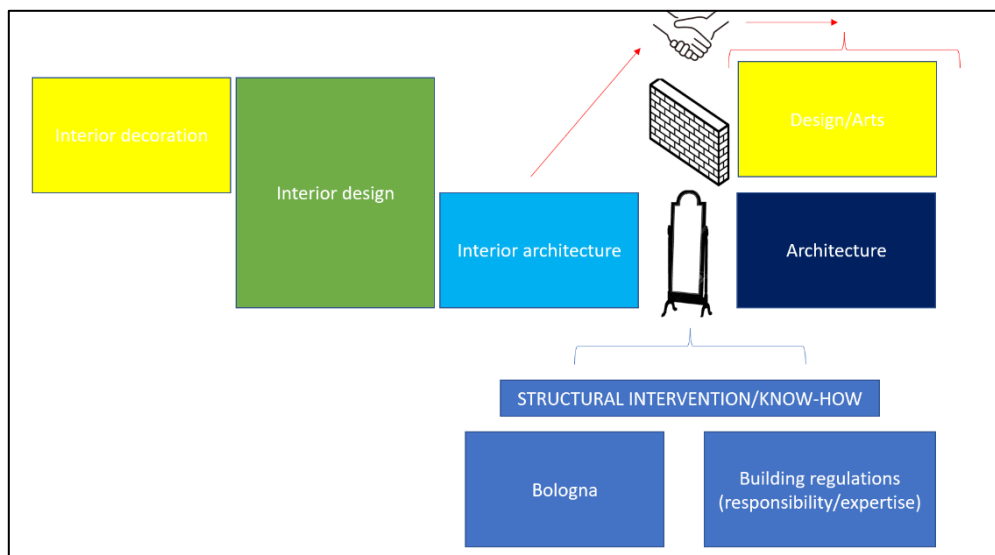 Interior decoration
Interior design
Interior architecture
Design/Arts
Architecture
STRUCTURAL INTERVENTION/KNOW-HOW
Bologna
Building regulations
(responsibility/expertise)